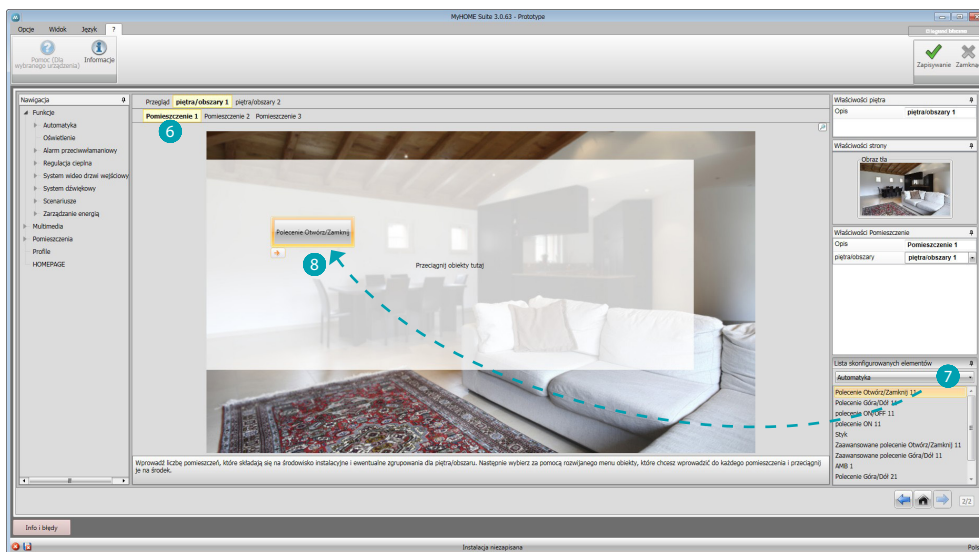 MyHOME Suite 3.0.63 - Prototype
Opcje Widok Język ?
Pomoc (Dla
wybranego urządzenia)
Informacje
Zapisywanie Zamkną
Nawigacja
Funkcje
Automatyka
Oświetlenie
Alarm przeciwwłamaniowy
Regulacja cieplna
System wideo drzwi wejściowy
System dźwiękowy
Scenariusze
Zarządzanie energią
Multimedia
Pomieszczenia
Profile
HOMEPAGE
Przegląd piętra/obszary 1 piętra/obszary 2
Pomieszczenie 1 Pomieszczenie 2 Pomieszczenie 3
6
Polecenie Otwórz/Zamknij
8
Przeciągnij obiekty tutaj
Wprowadź liczbę pomieszczeń, które składają się na środowisko instalacyjne i ewentualne zgrupowania dla piętra/obszaru. Następnie wybierz za pomocą rozwijanego menu obiekty, które chcesz wprowadzić do każdego pomieszczenia i przeciągnij
je na środek.
Właściwości piętra
Opis piętra/obszary 1
Właściwości strony
Obraz tła
Właściwości Pomieszczenie
Opis Pomieszczenie 1
piętra/obszary piętra/obszary 1
Lista skonfigurowanych elementów
Automatyka
7
Polecenie Otwórz/Zamknij 11
Polecenie Góra/Dół 11
polecenie ON/OFF 11
polecenie ON 11
Styk
Zaawansowane polecenie Otwórz/Zamknij 11
Zaawansowane polecenie Góra/Dół 11
AMB 1
Polecenie Góra/Dół 21
2/2
Info i błędy
Instalacja niezapisana
Pols